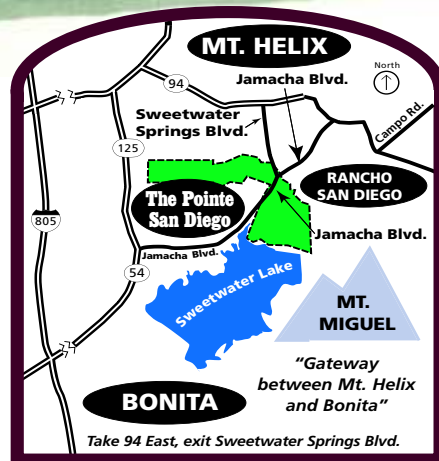 MT. HELIX
North
Jamacha Blvd.
94
Campo Rd.
Sweetwater
Springs Blvd.
125
RANCHO
SAN DIEGO
The Pointe
San Diego
805
Jamacha Blvd.
Jamacha Blvd.
54
Sweetwater Lake
MT.
MIGUEL
“Gateway
between Mt. Helix
and Bonita”
BONITA
Take 94 East, exit Sweetwater Springs Blvd.